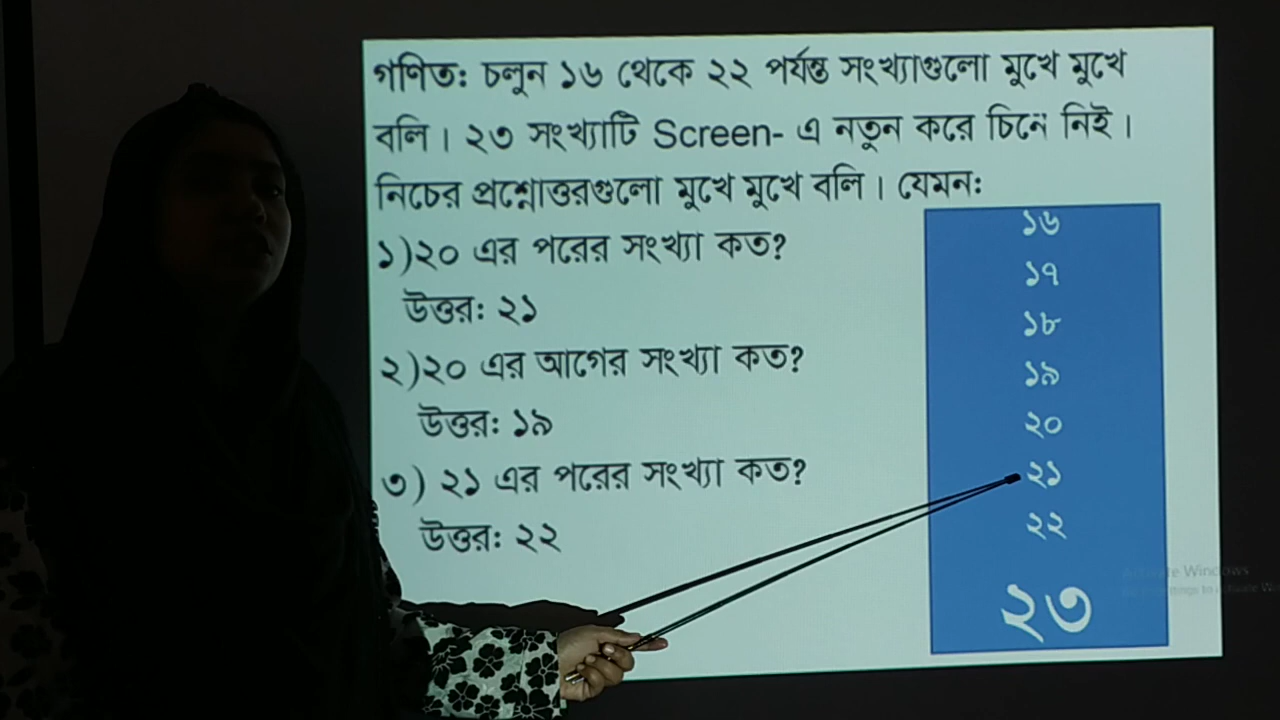 গণিত: চলুন ১৬ থেকে ২২ পর্যন্ত সংখ্যাগুলো মুখে মুখে
বলি । ২৩ সংখ্যাটি Screen- এ নতুন করে চিনে নিই ।
নিচের প্রশ্নোত্তরগুলো মুখে মুখে বলি । যেমন:
১)২০ এর পরের সংখ্যা কত?
উত্তর: ২১
২)২০ এর আগের সংখ্যা কত?
উত্তর: ১৯
৩) ২১ এর পরের সংখ্যা কত?
উত্তর: ২২
১৬
১৭
১৮
১৯
২০
২১
২২
২৩
Activate Windows